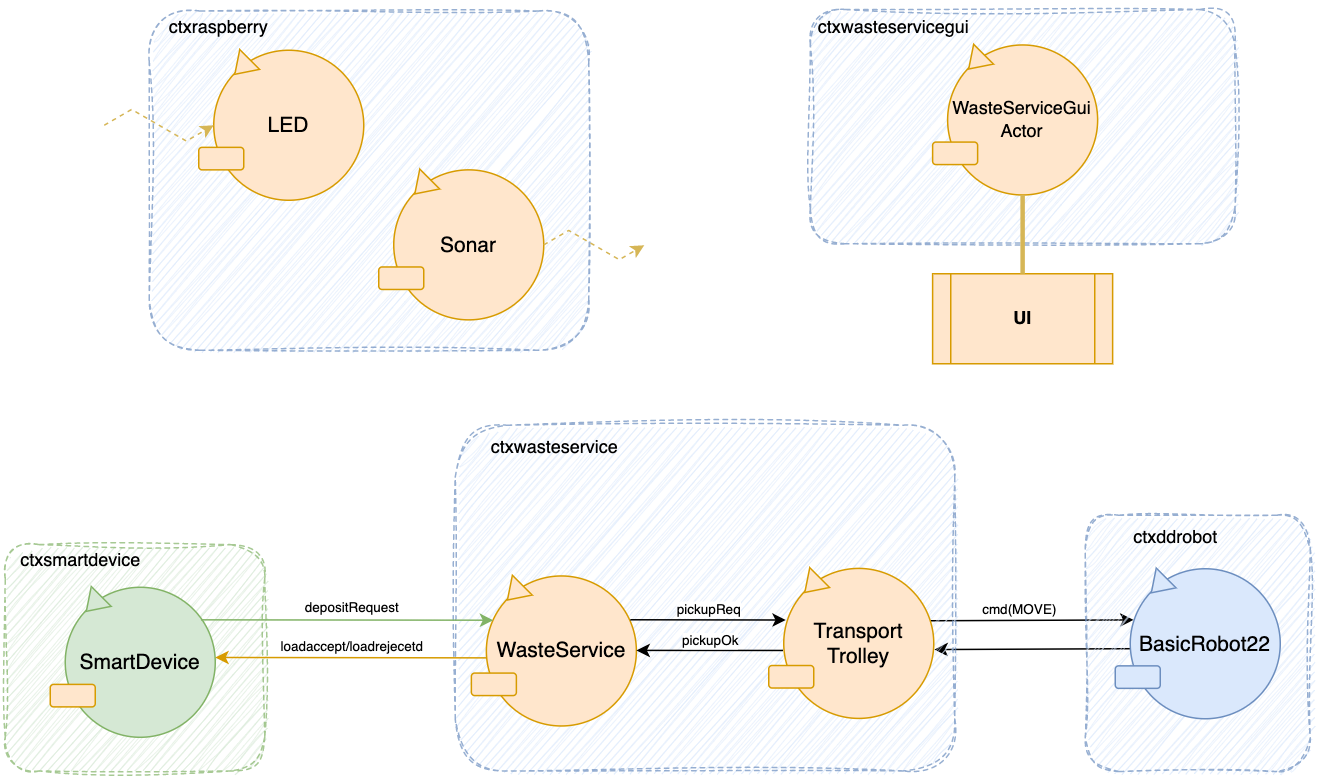 ctxraspberry
LED
Sonar
ctxwasteservicegui
WasteServiceGui
Actor
UI
ctxwasteservice
ctxsmartdevice
SmartDevice
depositRequest
loadaccept/loadrejecetd
WasteService
pickupReq
pickupOk
Transport
Trolley
cmd(MOVE)
ctxddrobot
BasicRobot22